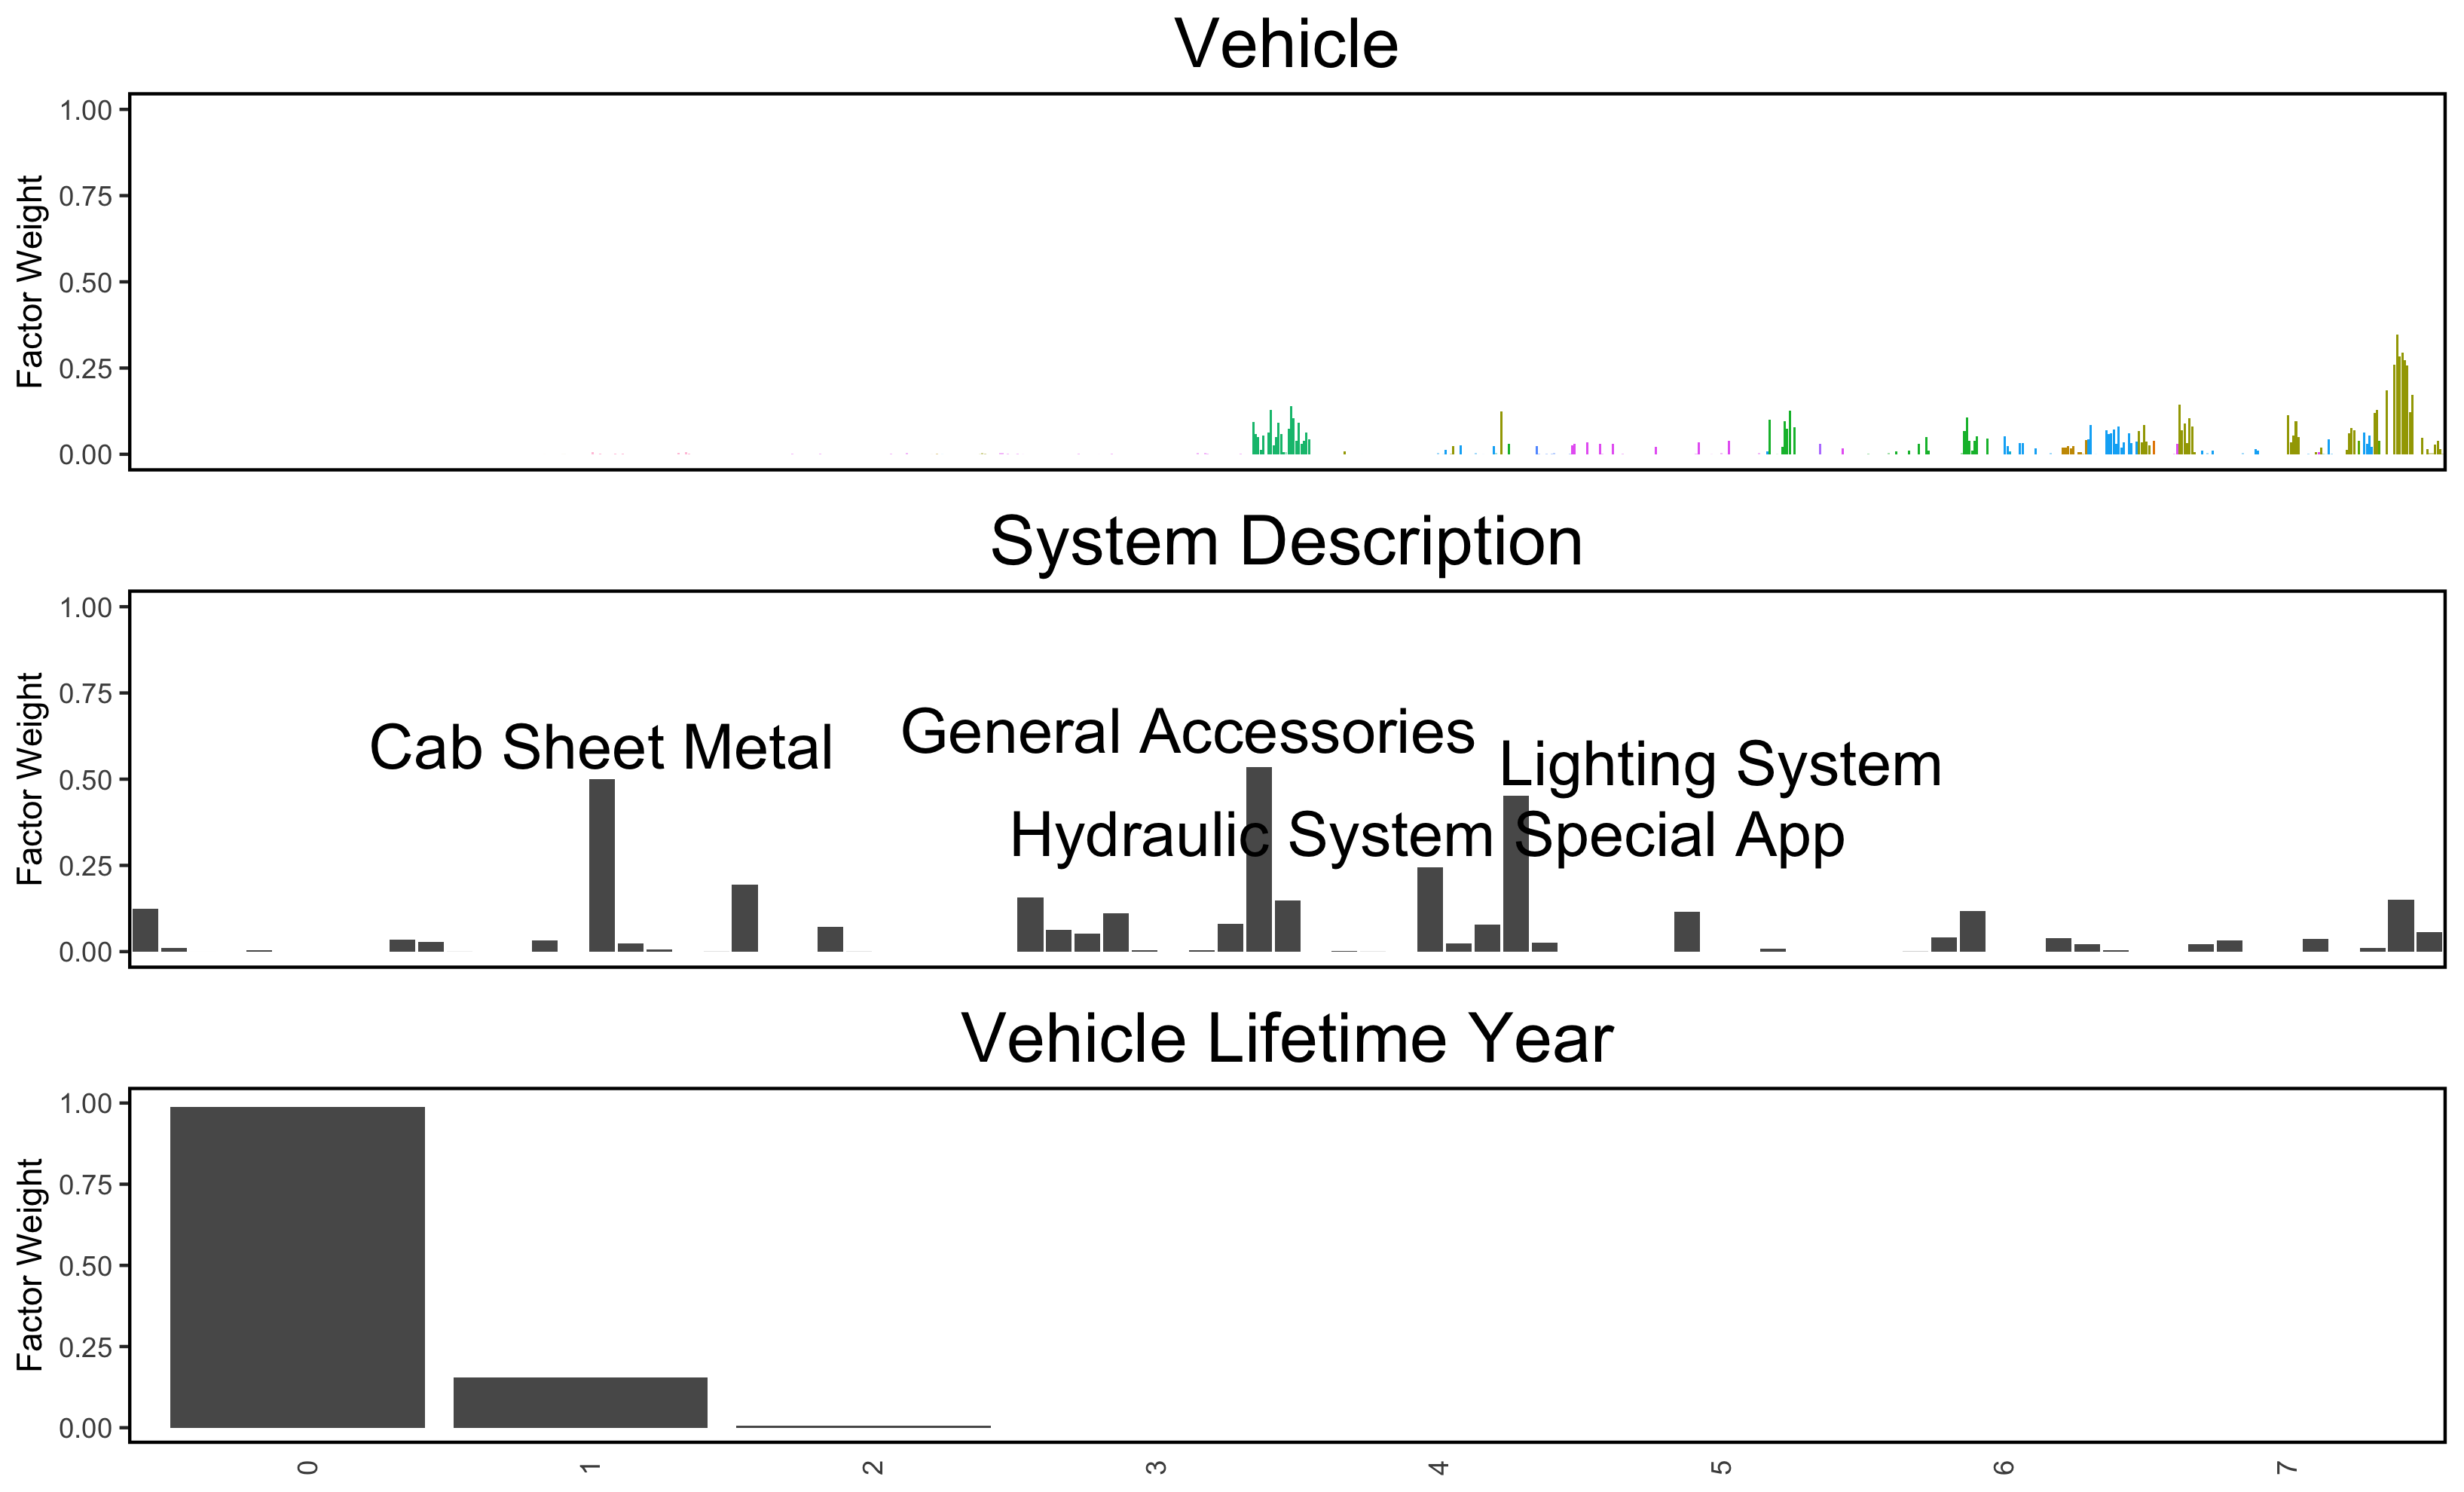 Vehicle
Factor Weight
1.00
0.75
0.50
0.25
0.00
System Description
Factor Weight
1.00
0.75
0.50
0.25
0.00
Cab Sheet Metal
General Accessories
Lighting System
Hydraulic System Special App
Vehicle Lifetime Year
Factor Weight
1.00
0.75
0.50
0.25
0.00
0 1 2 3 4 5 6 7